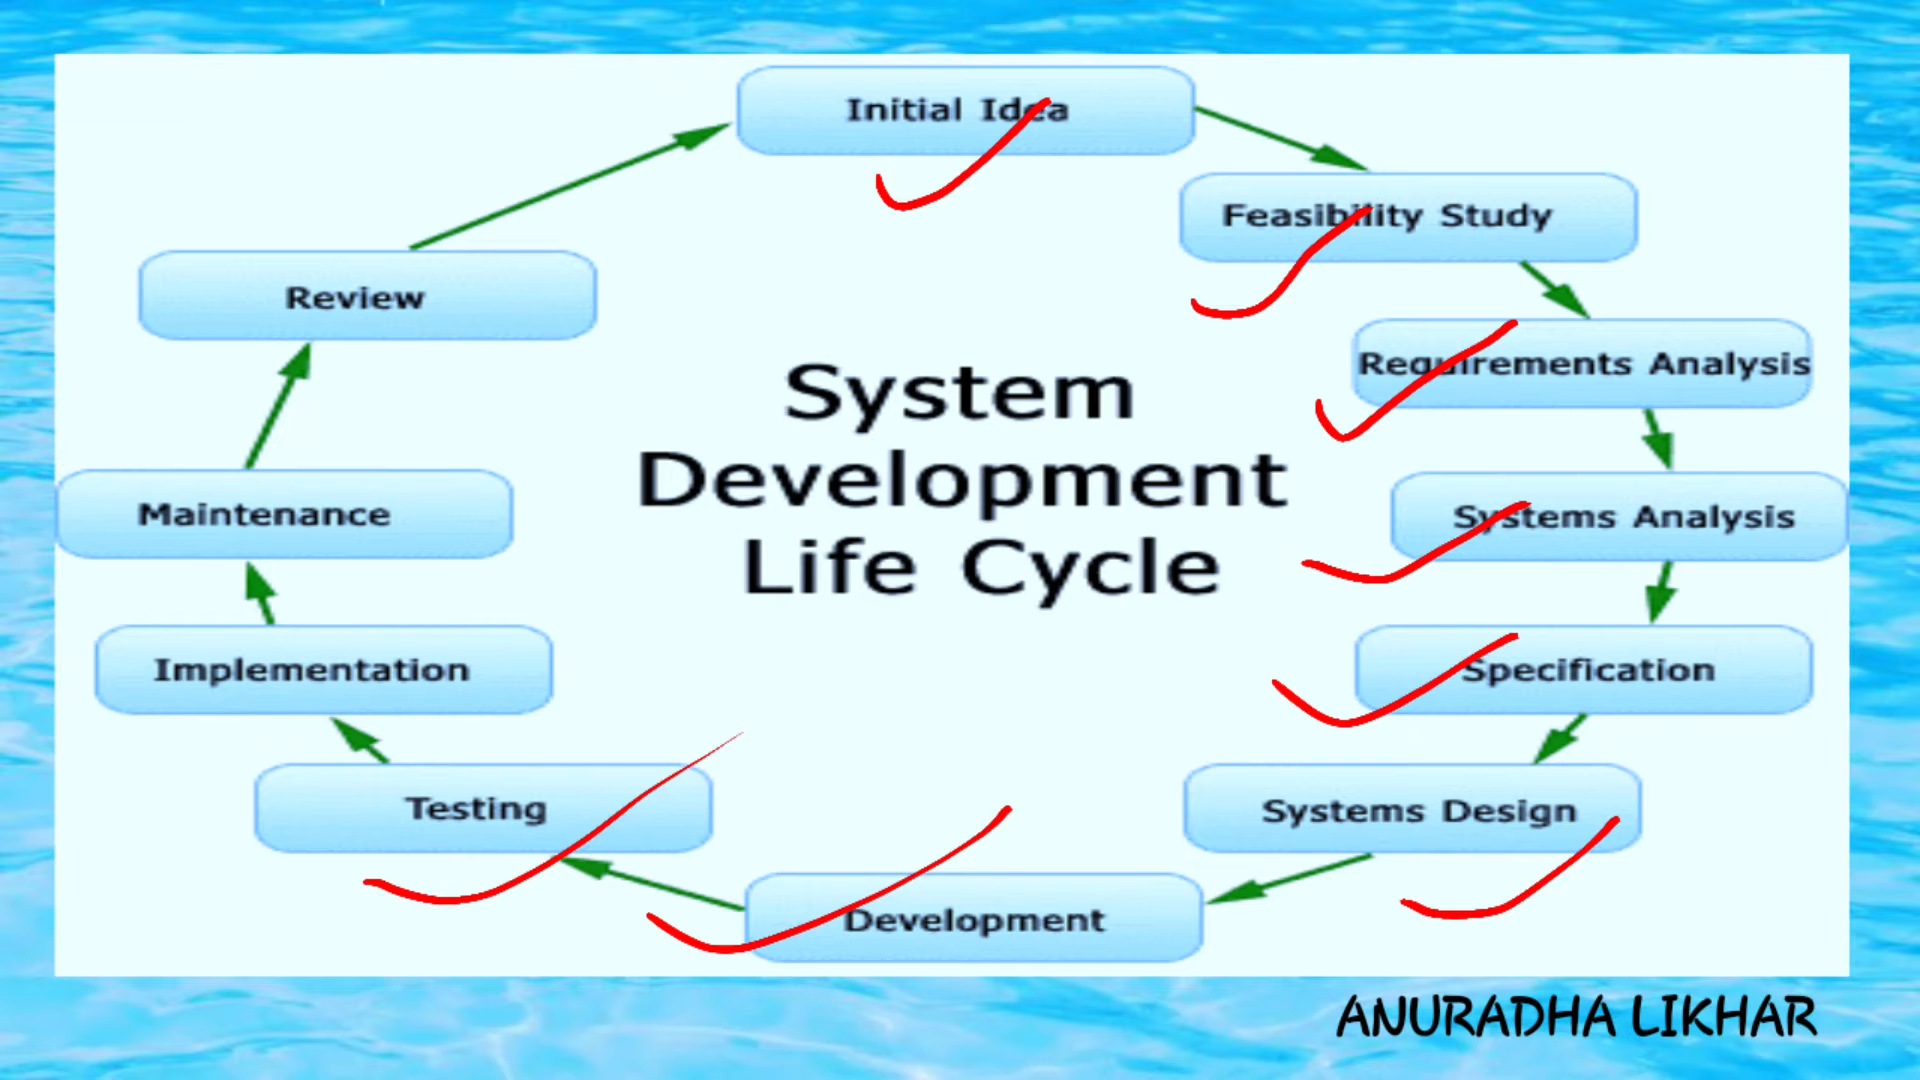 Initial Idea
Feasibility Study
Requirements Analysis
Systems Analysis
Specification
Systems Design
Development
Testing
Implementation
Maintenance
Review
System
Development
Life Cycle
ANURADHA LIKHAR